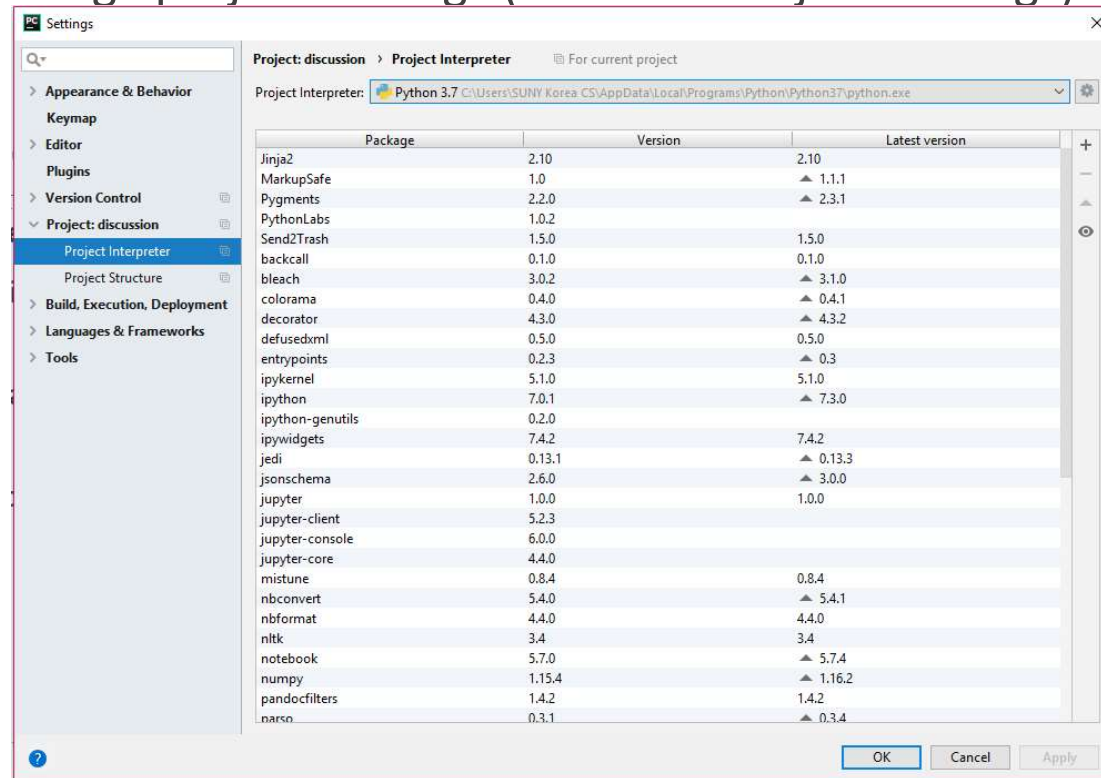 PC Settings
Project: discussion > Project Interpreter For current project
Appearance & Behavior
Keymap
Editor
Plugins
Version Control
Project: discussion
Project Interpreter
Project Structure
Build, Execution, Deployment
Languages & Frameworks
Tools
Project Interpreter: Python 3.7 C:\Users\SUNY Korea CS\AppData\Local\Programs\Python\Python37\python.exe
Package Version Latest version
Jinja2 2.10 2.10
MarkupSafe 1.0 1.1.1
Pygments 2.2.0 2.3.1
PythonLabs 1.0.2
Send2Trash 1.5.0 1.5.0
backcall 0.1.0 0.1.0
bleach 3.0.2 3.1.0
colorama 0.4.0 0.4.1
decorator 4.3.0 4.3.2
defusedxml 0.5.0 0.5.0
entrypoints 0.2.3 0.3
ipykernel 5.1.0 5.1.0
ipython 7.0.1 7.3.0
ipython-genutils 0.2.0
ipywidgets 7.4.2 7.4.2
jedi 0.13.1 0.13.3
jsonschema 2.6.0 3.0.0
jupyter 1.0.0 1.0.0
jupyter-client 5.2.3
jupyter-console 6.0.0
jupyter-core 4.4.0
mistune 0.8.4 0.8.4
nbconvert 5.4.0 5.4.1
nbformat 4.4.0 4.4.0
nltk 3.4 3.4
notebook 5.7.0 5.7.4
numpy 1.15.4 1.16.2
pandocfilters 1.4.2 1.4.2
parso 0.3.1 0.3.4
? OK Cancel Apply